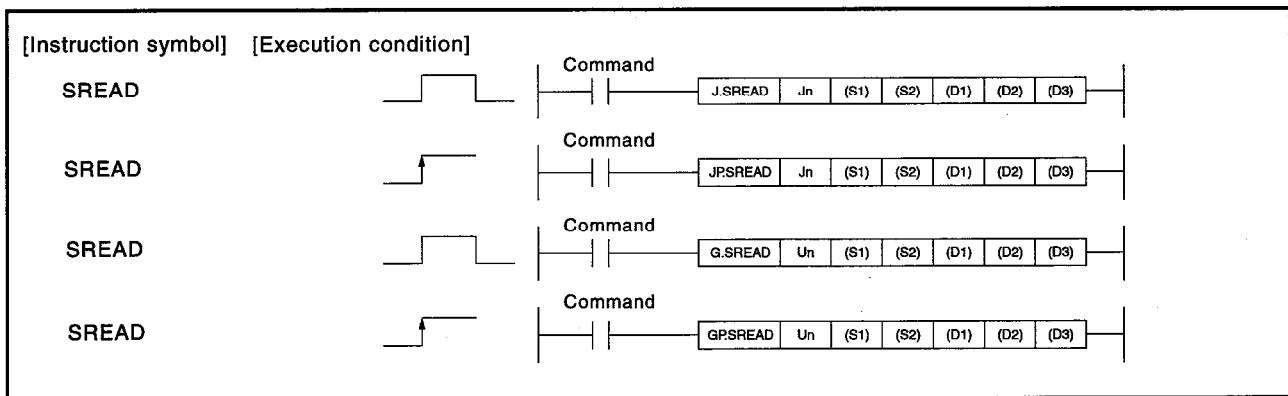 [Instruction symbol] [Execution condition]
Command
SREAD J.SREAD Jn (S1) (S2) (D1) (D2) (D3)
Command
SREAD JP.SREAD Jn (S1) (S2) (D1) (D2) (D3)
Command
SREAD G.SREAD Un (S1) (S2) (D1) (D2) (D3)
Command
SREAD GP.SREAD Un (S1) (S2) (D1) (D2) (D3)